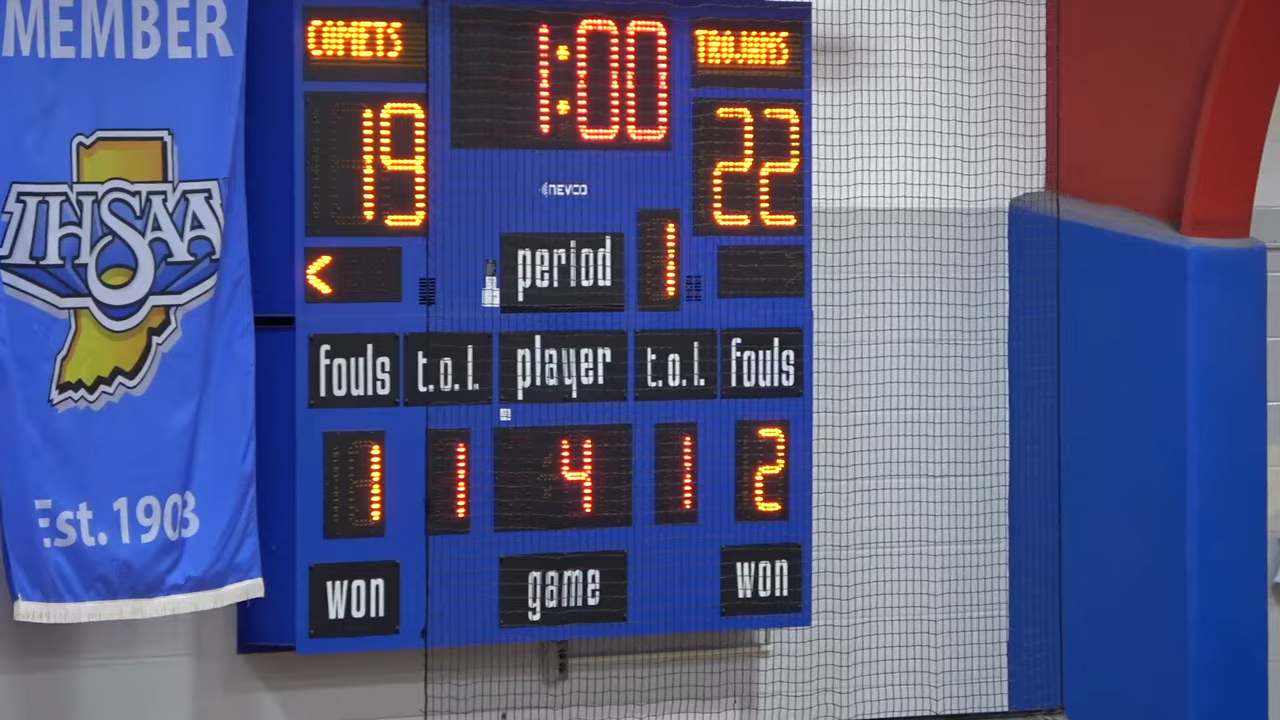 MEMBER
IHSAA
Est. 1903
COMETS
1:00
TROJANS
19
22
NEVCO
<
period
1
fouls
t.o.l.
player
t.o.l.
fouls
1
1
4
1
2
won
game
won